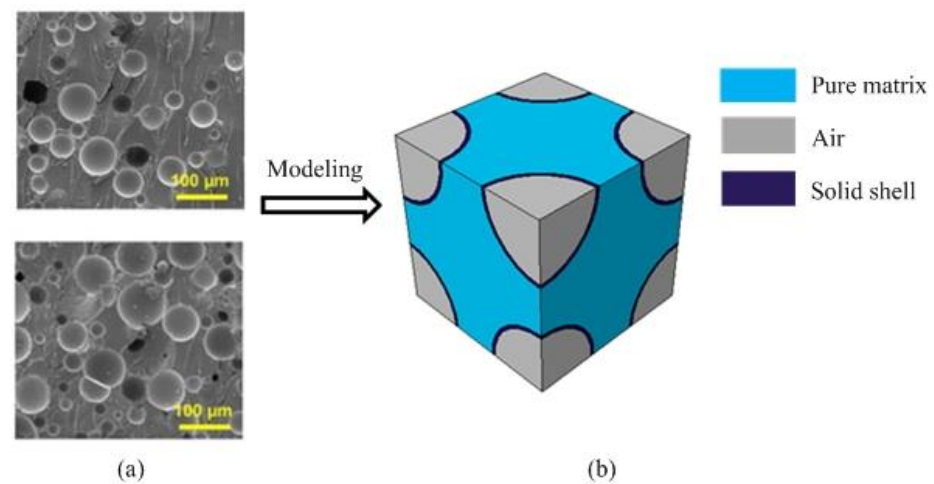 100 µm
Modeling
100 µm
Pure matrix
Air
Solid shell
(a)
(b)